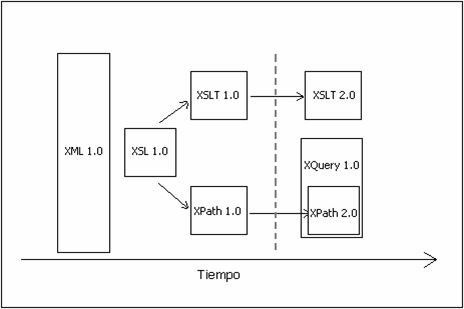 XML 1.0
XSL 1.0
XSLT 1.0
XPath 1.0
XSLT 2.0
XQuery 1.0
XPath 2.0
Tiempo